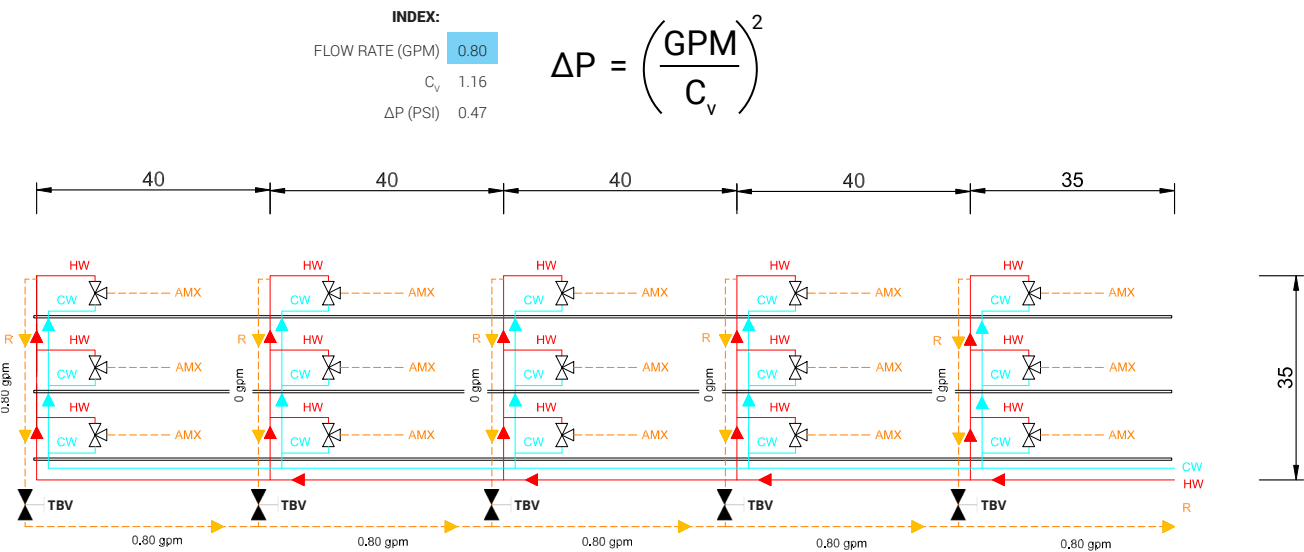 INDEX:
FLOW RATE (GPM) 0.80
Cv 1.16
ΔP (PSI) 0.47
ΔP = (GPM / Cv)²
40 40 40 40 35
HW HW HW HW HW
AMX AMX AMX AMX AMX
CW CW CW CW CW
R R R R R
HW HW HW HW HW
AMX AMX AMX AMX AMX
CW CW CW CW CW
0.80 gpm 0 gpm 0 gpm 0 gpm 0 gpm
35
HW HW HW HW HW
AMX AMX AMX AMX AMX
CW CW CW CW CW
CW
HW
TBV TBV TBV TBV TBV
R
0.80 gpm 0.80 gpm 0.80 gpm 0.80 gpm 0.80 gpm